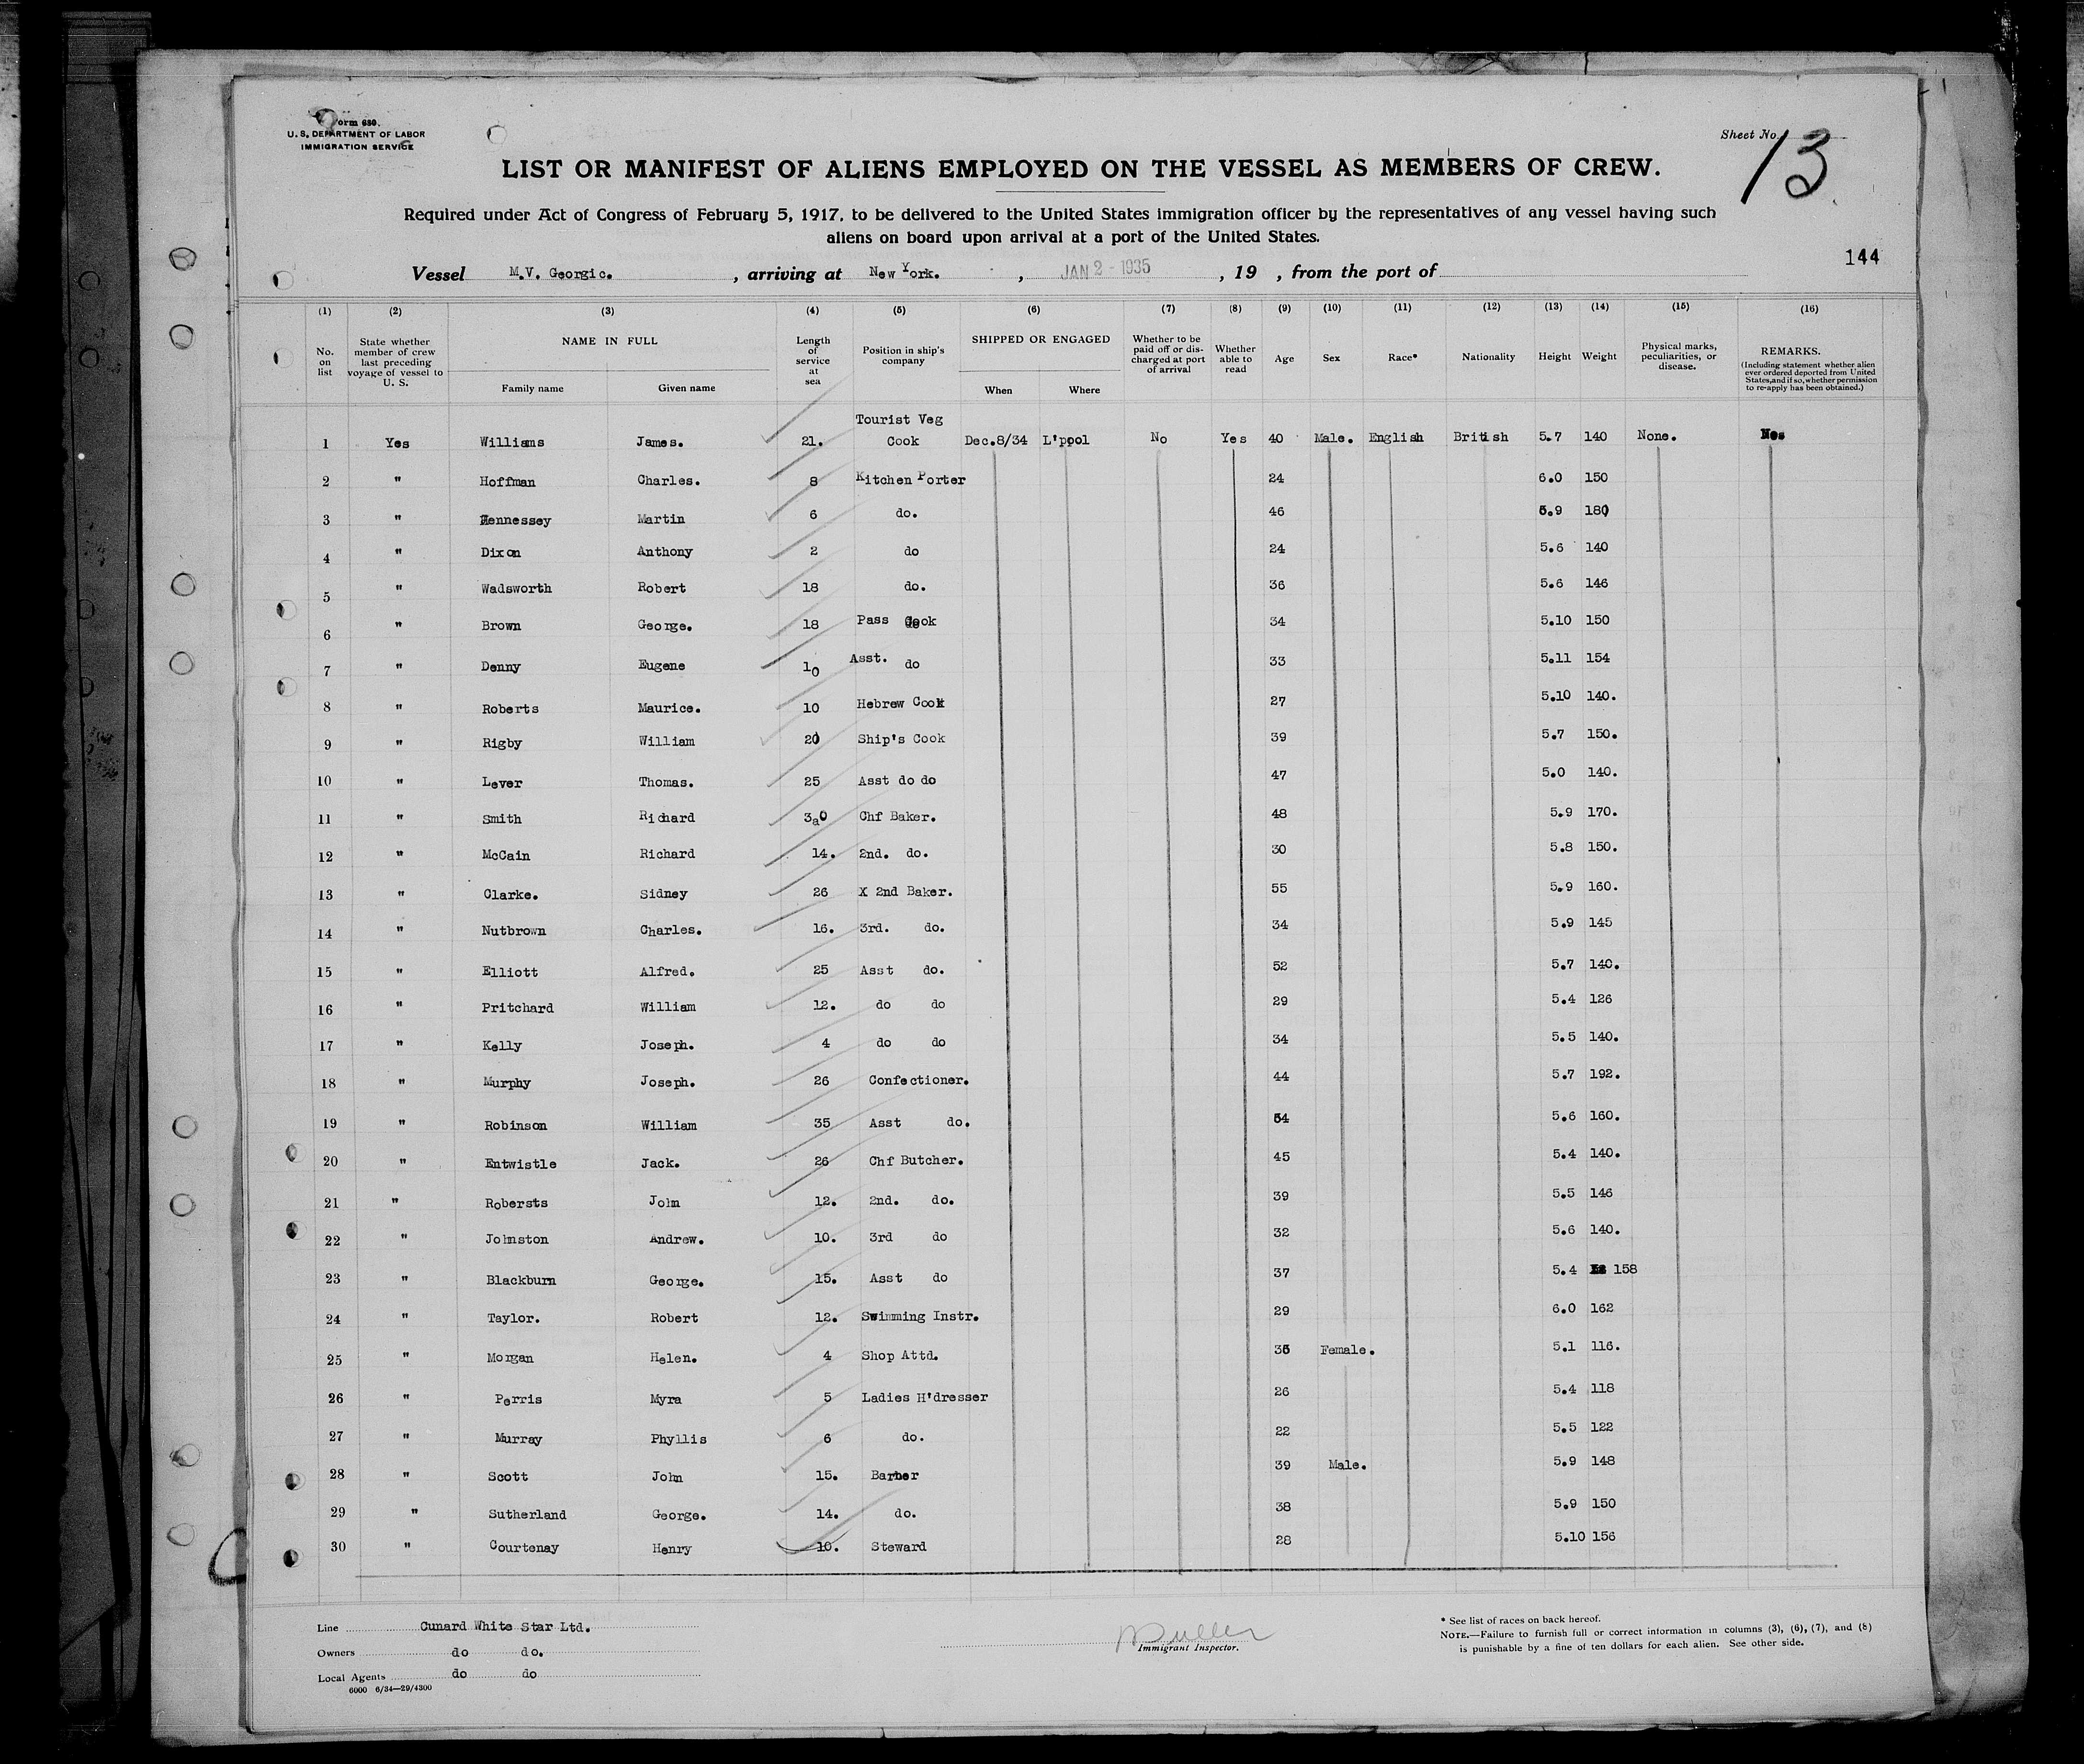 Form 680.
U. S. DEPARTMENT OF LABOR
IMMIGRATION SERVICE
Sheet No. 13
LIST OR MANIFEST OF ALIENS EMPLOYED ON THE VESSEL AS MEMBERS OF CREW.
Required under Act of Congress of February 5, 1917, to be delivered to the United States immigration officer by the representatives of any vessel having such
aliens on board upon arrival at a port of the United States.
144
Vessel M.V. Georgic. , arriving at New York. , JAN 2 - 1935 , 19 , from the port of
(1) (2) (3) (4) (5) (6) (7) (8) (9) (10) (11) (12) (13) (14) (15) (16)
No. on list State whether member of crew last preceding voyage of vessel to U. S. NAME IN FULL Family name Given name Length of service at sea Position in ship's company SHIPPED OR ENGAGED When Where Whether to be paid off or discharged at port of arrival Whether able to read Age Sex Race* Nationality Height Weight Physical marks, peculiarities, or disease. REMARKS. (Including statement whether alien ever ordered deported from United States, and if so, whether permission to re-apply has been obtained.)
1 Yes Williams James. 21. Tourist Veg Cook Dec.8/34 L'pool No Yes 40 Male. English British 5.7 140 None.
2 " Hoffman Charles. 8 Kitchen Porter 24 6.0 150
3 " Hennessey Martin 6 do. 46 5.9 180
4 " Dixon Anthony 2 do 24 5.6 140
5 " Wadsworth Robert 18 do. 36 5.6 146
6 " Brown George. 18 Pass Cook 34 5.10 150
7 " Denny Eugene 10 Asst. do 33 5.11 154
8 " Roberts Maurice. 10 Hebrew Cook 27 5.10 140.
9 " Rigby William 20 Ship's Cook 39 5.7 150.
10 " Lever Thomas. 25 Asst do do 47 5.0 140.
11 " Smith Richard 30 Chf Baker. 48 5.9 170.
12 " McCain Richard 14. 2nd. do. 30 5.8 150.
13 " Clarke. Sidney 26 X 2nd Baker. 55 5.9 160.
14 " Nutbrown Charles. 16. 3rd. do. 34 5.9 145
15 " Elliott Alfred. 25 Asst do. 52 5.7 140.
16 " Pritchard William 12. do do 29 5.4 126
17 " Kelly Joseph. 4 do do 34 5.5 140.
18 " Murphy Joseph. 26 Confectioner. 44 5.7 192.
19 " Robinson William 35 Asst do. 54 5.6 160.
20 " Entwistle Jack. 26 Chf Butcher. 45 5.4 140.
21 " Robersts John 12. 2nd. do. 39 5.5 146
22 " Johnston Andrew. 10. 3rd do 32 5.6 140.
23 " Blackburn George. 15. Asst do 37 5.4 158
24 " Taylor. Robert 12. Swimming Instr. 29 6.0 162
25 " Morgan Helen. 4 Shop Attd. Female. 5.1 116.
26 " Perris Myra 5 Ladies H'dresser 26 5.4 118
27 " Murray Phyllis 6 do. 22 5.5 122
28 " Scott John 15. Barber 39 Male. 5.9 148
29 " Sutherland George. 14. do. 38 5.9 150
30 " Courtenay Henry 10. Steward 28 5.10 156
Line Cunard White Star Ltd.
Owners do do.
Local Agents do do
6000 6/34—29/4300
Immigrant Inspector.
* See list of races on back hereof.
NOTE.—Failure to furnish full or correct information in columns (3), (6), (7), and (8)
is punishable by a fine of ten dollars for each alien. See other side.